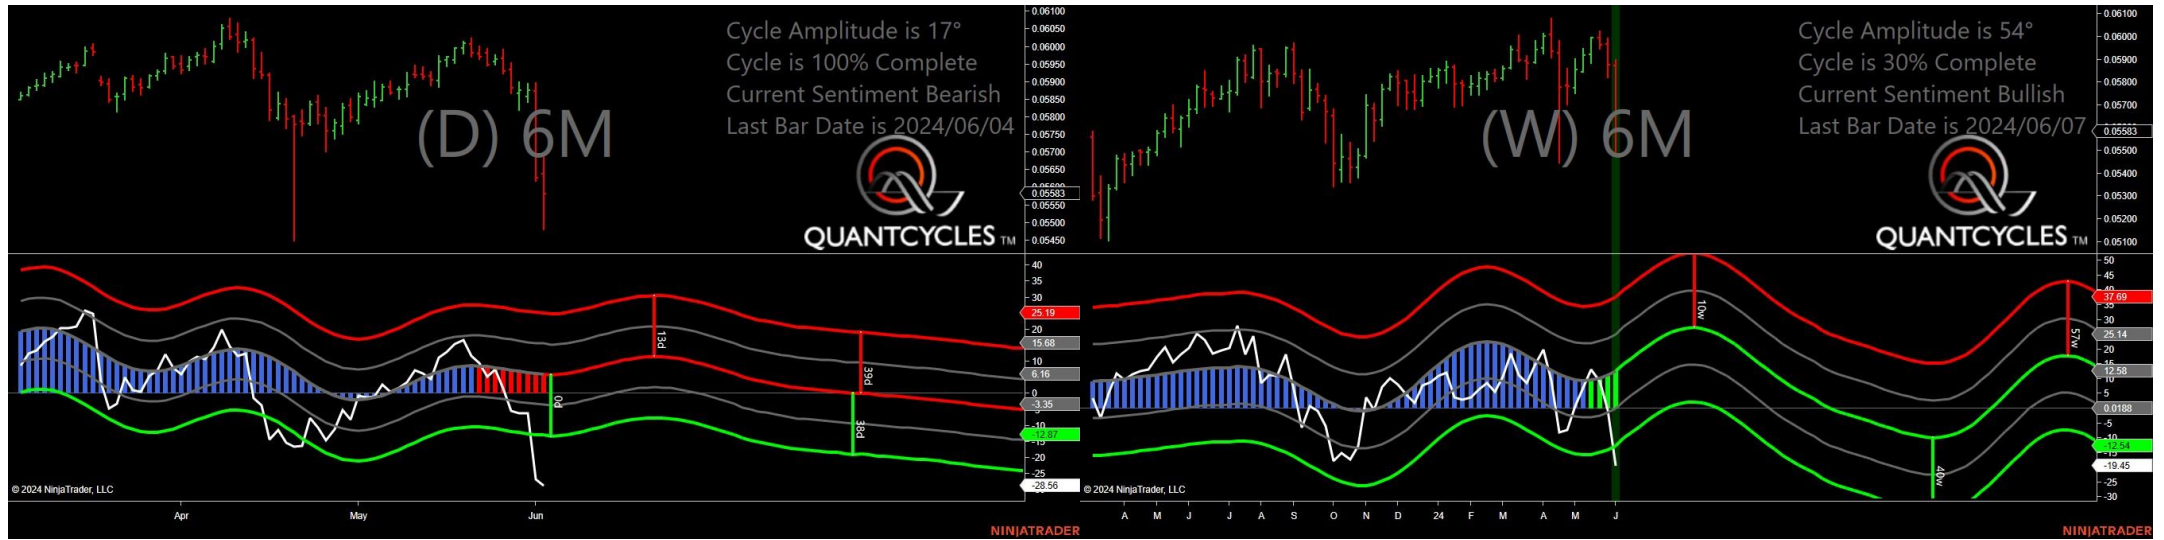 Cycle Amplitude is 17°
Cycle is 100% Complete
Current Sentiment Bearish
Last Bar Date is 2024/06/04
(D) 6M
QUANTCYCLES TM
0.06100
0.06050
0.06000
0.05950
0.05900
0.05850
0.05800
0.05750
0.05700
0.05650
0.05583
0.05550
0.05500
0.05450
40
35
30
25.19
20
15.68
10
6.16
0
-3.35
-10
-12.87
-15
-20
-25
-28.56
0d
13d
39d
38d
© 2024 NinjaTrader, LLC
Apr May Jun
NINJATRADER
Cycle Amplitude is 54°
Cycle is 30% Complete
Current Sentiment Bullish
Last Bar Date is 2024/06/07
(W) 6M
QUANTCYCLES TM
0.06100
0.06000
0.05900
0.05800
0.05700
0.05583
0.05500
0.05400
0.05300
0.05200
0.05100
50
45
40
37.69
30
25.14
20
12.58
10
0.0188
-5
-10
-12.54
-15
-19.45
-25
-30
10w
40w
57w
© 2024 NinjaTrader, LLC
A M J J A S O N D 24 F M A M J
NINJATRADER